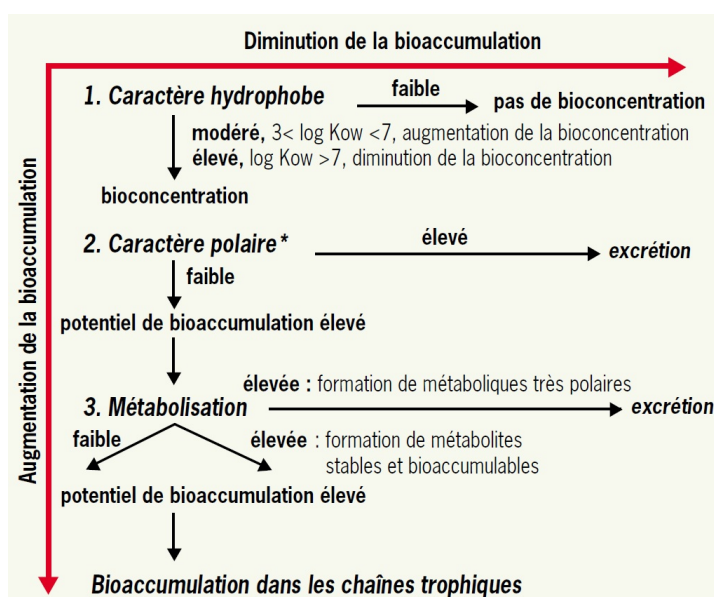 Diminution de la bioaccumulation
Augmentation de la bioaccumulation
1. Caractère hydrophobe
faible
pas de bioconcentration
modéré, 3< log Kow <7, augmentation de la bioconcentration
élevé, log Kow >7, diminution de la bioconcentration
bioconcentration
2. Caractère polaire*
élevé
excrétion
faible
potentiel de bioaccumulation élevé
3. Métabolisation
élevée : formation de métaboliques très polaires
excrétion
faible
élevée : formation de métabolites
stables et bioaccumulables
potentiel de bioaccumulation élevé
Bioaccumulation dans les chaînes trophiques